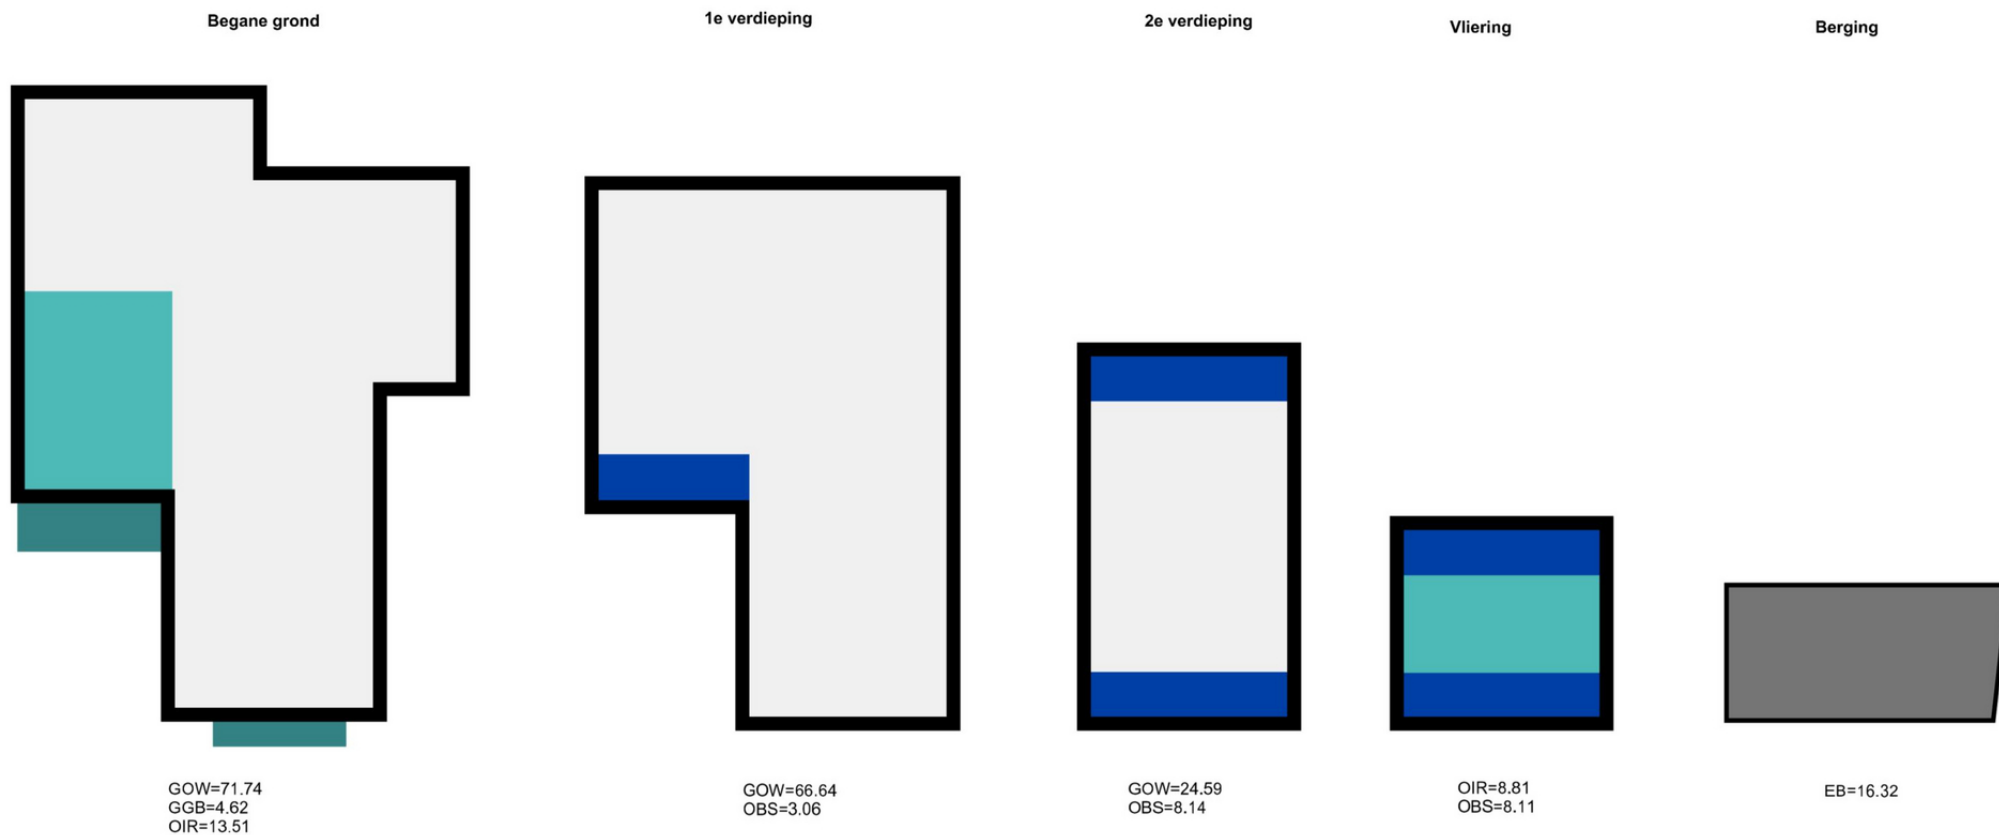 Begane grond
1e verdieping
2e verdieping
Vliering
Berging
GOW=71.74
GGB=4.62
OIR=13.51
GOW=66.64
OBS=3.06
GOW=24.59
OBS=8.14
OIR=8.81
OBS=8.11
EB=16.32